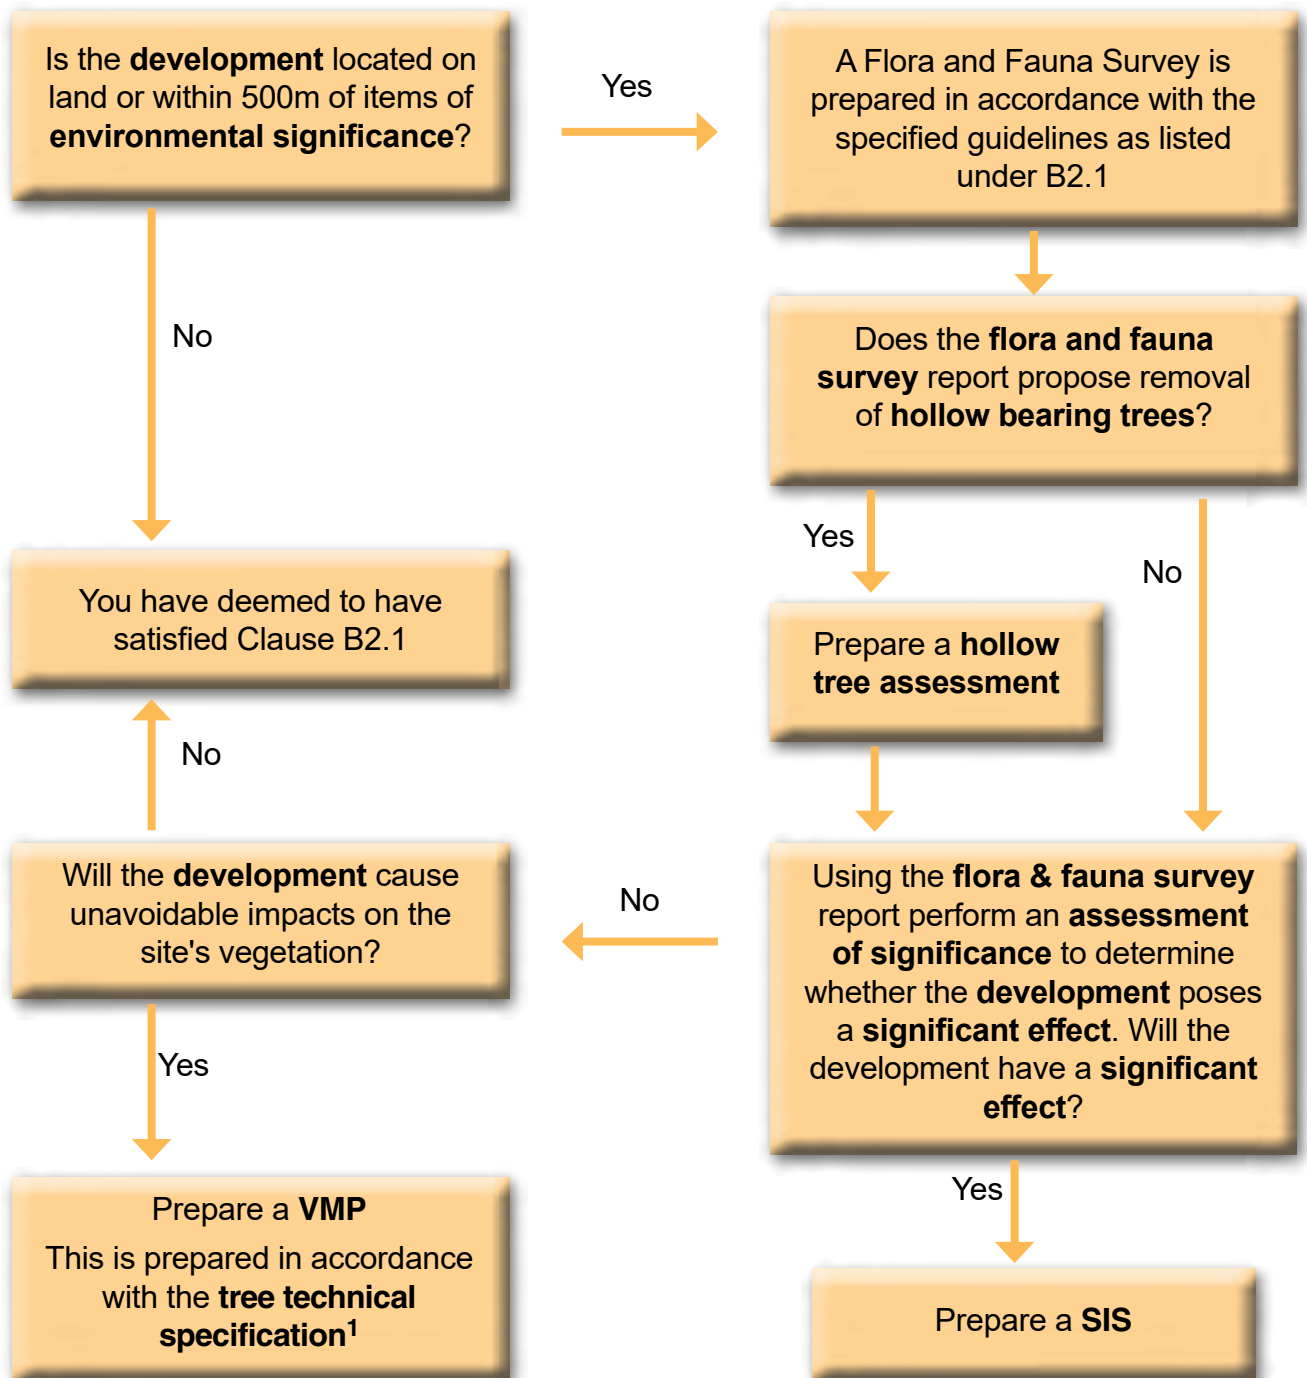 Is the development located on
land or within 500m of items of
environmental significance?
Yes
A Flora and Fauna Survey is
prepared in accordance with the
specified guidelines as listed
under B2.1
No
Does the flora and fauna
survey report propose removal
of hollow bearing trees?
Yes
No
You have deemed to have
satisfied Clause B2.1
Prepare a hollow
tree assessment
No
Will the development cause
unavoidable impacts on the
site's vegetation?
No
Using the flora & fauna survey
report perform an assessment
of significance to determine
whether the development poses
a significant effect. Will the
development have a significant
effect?
Yes
Yes
Prepare a VMP
This is prepared in accordance
with the tree technical
specification¹
Prepare a SIS